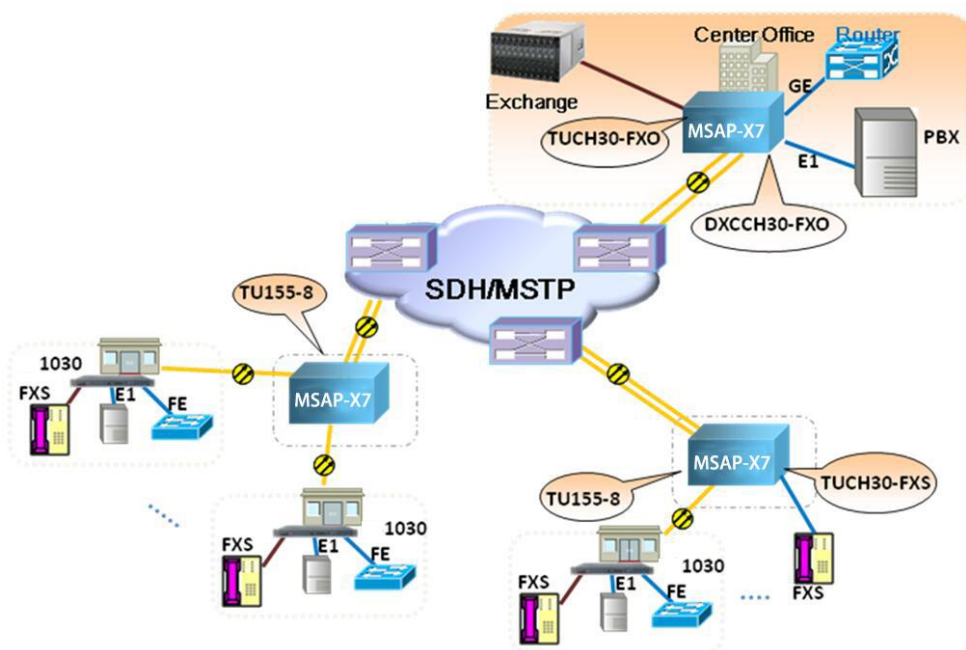 Center Office
Router
Exchange
GE
TUCH30-FXO
MSAP-X7
PBX
E1
DXCCH30-FXO
SDH/MSTP
TU155-8
1030
FXS
E1
FE
MSAP-X7
MSAP-X7
TU155-8
TUCH30-FXS
1030
FXS
E1
FE
1030
FXS
E1
FE
FXS